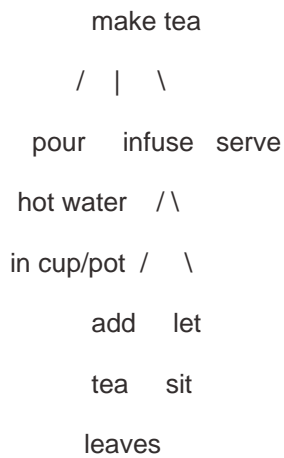 make tea
/ | \
pour infuse serve
hot water / \
in cup/pot / \
add let
tea sit
leaves